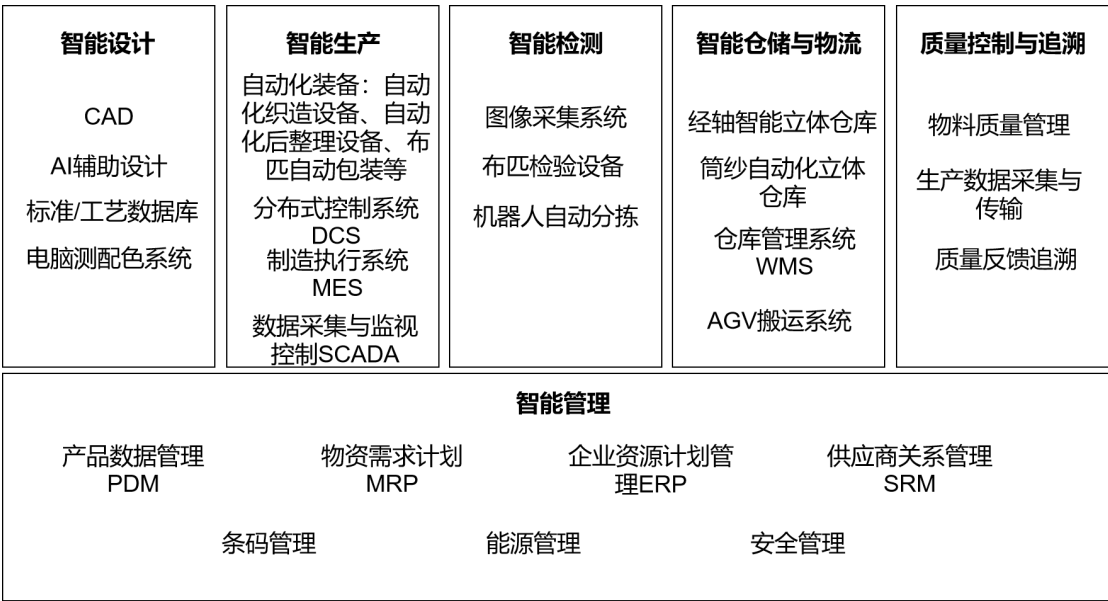 智能设计
CAD
AI辅助设计
标准/工艺数据库
电脑测配色系统
智能生产
自动化装备：自动
化织造设备、自动
化后整理设备、布
匹自动包装等
分布式控制系统
DCS
制造执行系统
MES
数据采集与监视
控制SCADA
智能检测
图像采集系统
布匹检验设备
机器人自动分拣
智能仓储与物流
经轴智能立体仓库
筒纱自动化立体
仓库
仓库管理系统
WMS
AGV搬运系统
质量控制与追溯
物料质量管理
生产数据采集与
传输
质量反馈追溯
智能管理
产品数据管理
PDM
物资需求计划
MRP
企业资源计划管
理ERP
供应商关系管理
SRM
条码管理
能源管理
安全管理